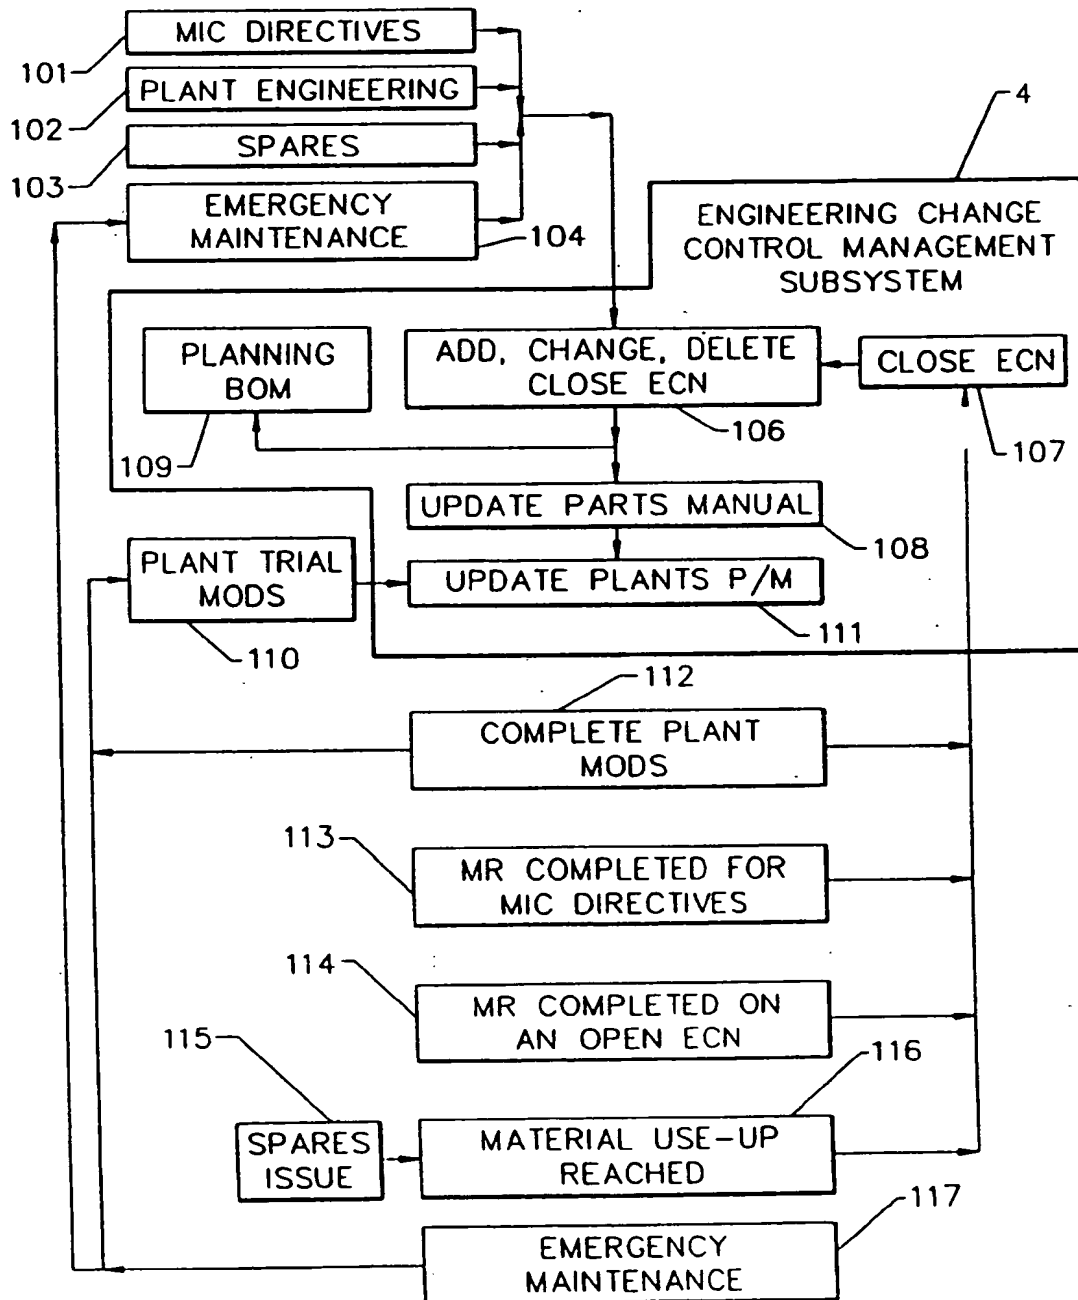 MIC DIRECTIVES
101
PLANT ENGINEERING
102
SPARES
103
EMERGENCY
MAINTENANCE
104
4
ENGINEERING CHANGE
CONTROL MANAGEMENT
SUBSYSTEM
PLANNING
BOM
109
ADD, CHANGE, DELETE
CLOSE ECN
106
CLOSE ECN
107
UPDATE PARTS MANUAL
108
PLANT TRIAL
MODS
110
UPDATE PLANTS P/M
111
112
COMPLETE PLANT
MODS
113
MR COMPLETED FOR
MIC DIRECTIVES
114
MR COMPLETED ON
AN OPEN ECN
115
SPARES
ISSUE
116
MATERIAL USE-UP
REACHED
117
EMERGENCY
MAINTENANCE